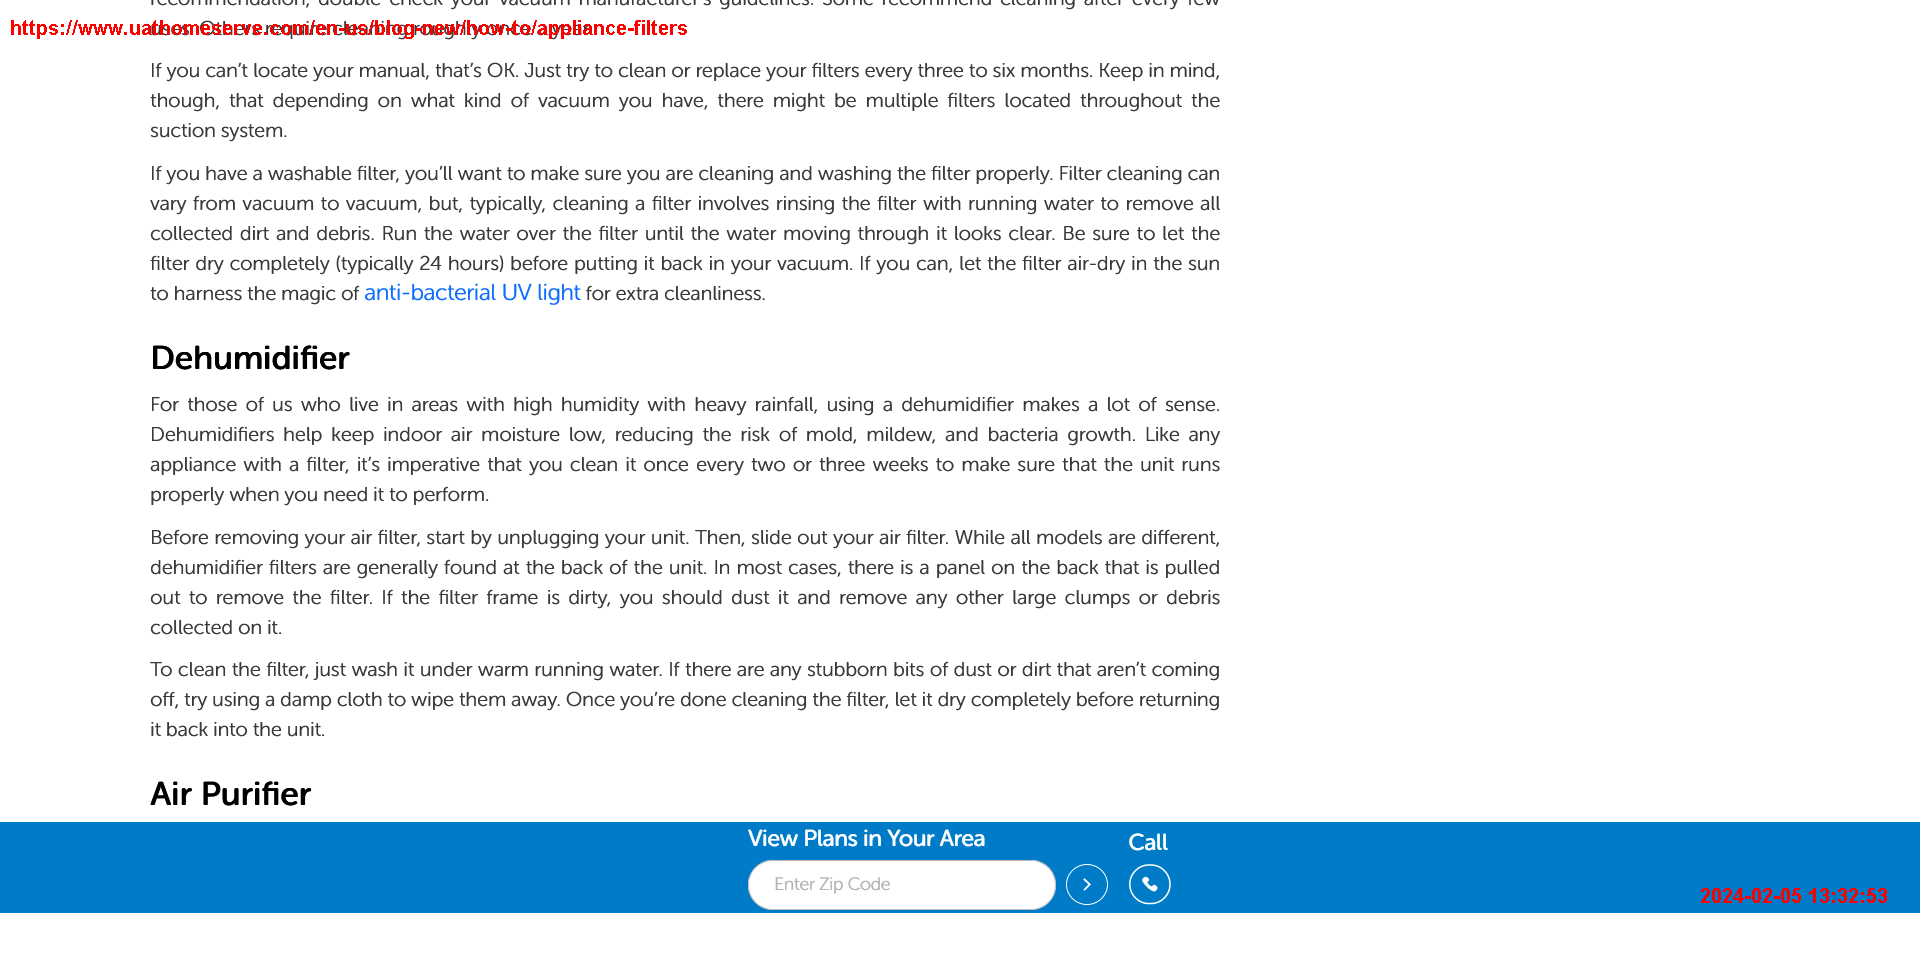 recommendation, double check your vacuum manufacturer's guidelines. Some recommend cleaning after every few
https://www.uathomeserve.com/en-us/blog-new/how-to/appliance-filters
If you can’t locate your manual, that’s OK. Just try to clean or replace your filters every three to six months. Keep in mind,
though, that depending on what kind of vacuum you have, there might be multiple filters located throughout the
suction system.
If you have a washable filter, you’ll want to make sure you are cleaning and washing the filter properly. Filter cleaning can
vary from vacuum to vacuum, but, typically, cleaning a filter involves rinsing the filter with running water to remove all
collected dirt and debris. Run the water over the filter until the water moving through it looks clear. Be sure to let the
filter dry completely (typically 24 hours) before putting it back in your vacuum. If you can, let the filter air-dry in the sun
to harness the magic of anti-bacterial UV light for extra cleanliness.
Dehumidifier
For those of us who live in areas with high humidity with heavy rainfall, using a dehumidifier makes a lot of sense.
Dehumidifiers help keep indoor air moisture low, reducing the risk of mold, mildew, and bacteria growth. Like any
appliance with a filter, it’s imperative that you clean it once every two or three weeks to make sure that the unit runs
properly when you need it to perform.
Before removing your air filter, start by unplugging your unit. Then, slide out your air filter. While all models are different,
dehumidifier filters are generally found at the back of the unit. In most cases, there is a panel on the back that is pulled
out to remove the filter. If the filter frame is dirty, you should dust it and remove any other large clumps or debris
collected on it.
To clean the filter, just wash it under warm running water. If there are any stubborn bits of dust or dirt that aren’t coming
off, try using a damp cloth to wipe them away. Once you’re done cleaning the filter, let it dry completely before returning
it back into the unit.
Air Purifier
View Plans in Your Area
Call
Enter Zip Code
2024-02-05 13:32:53